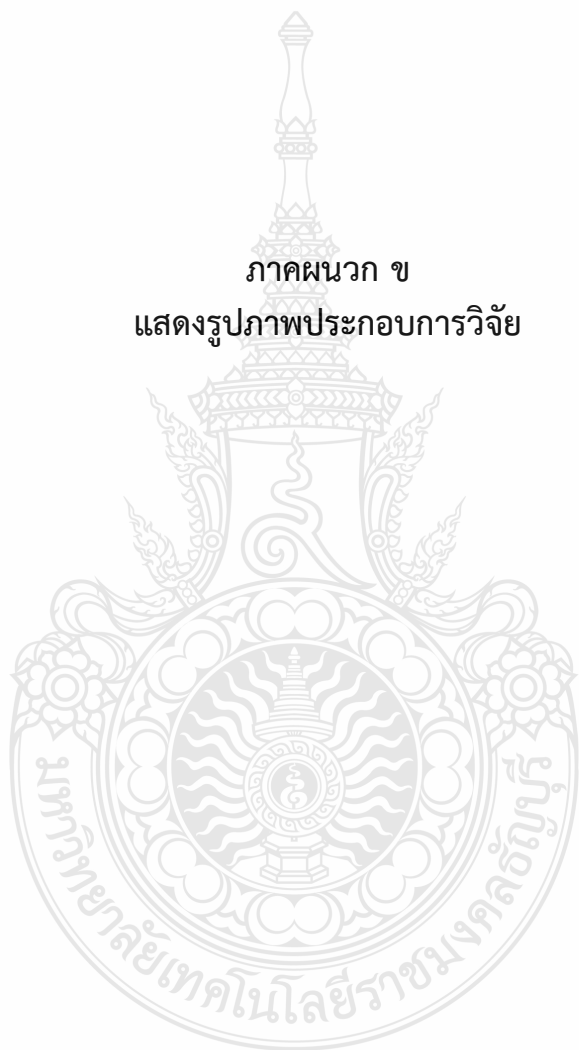 ภาคผนวก ข
แสดงรูปภาพประกอบการวิจัย
มหาวิทยาลัยเทคโนโลยีราชมงคลธัญบุรี